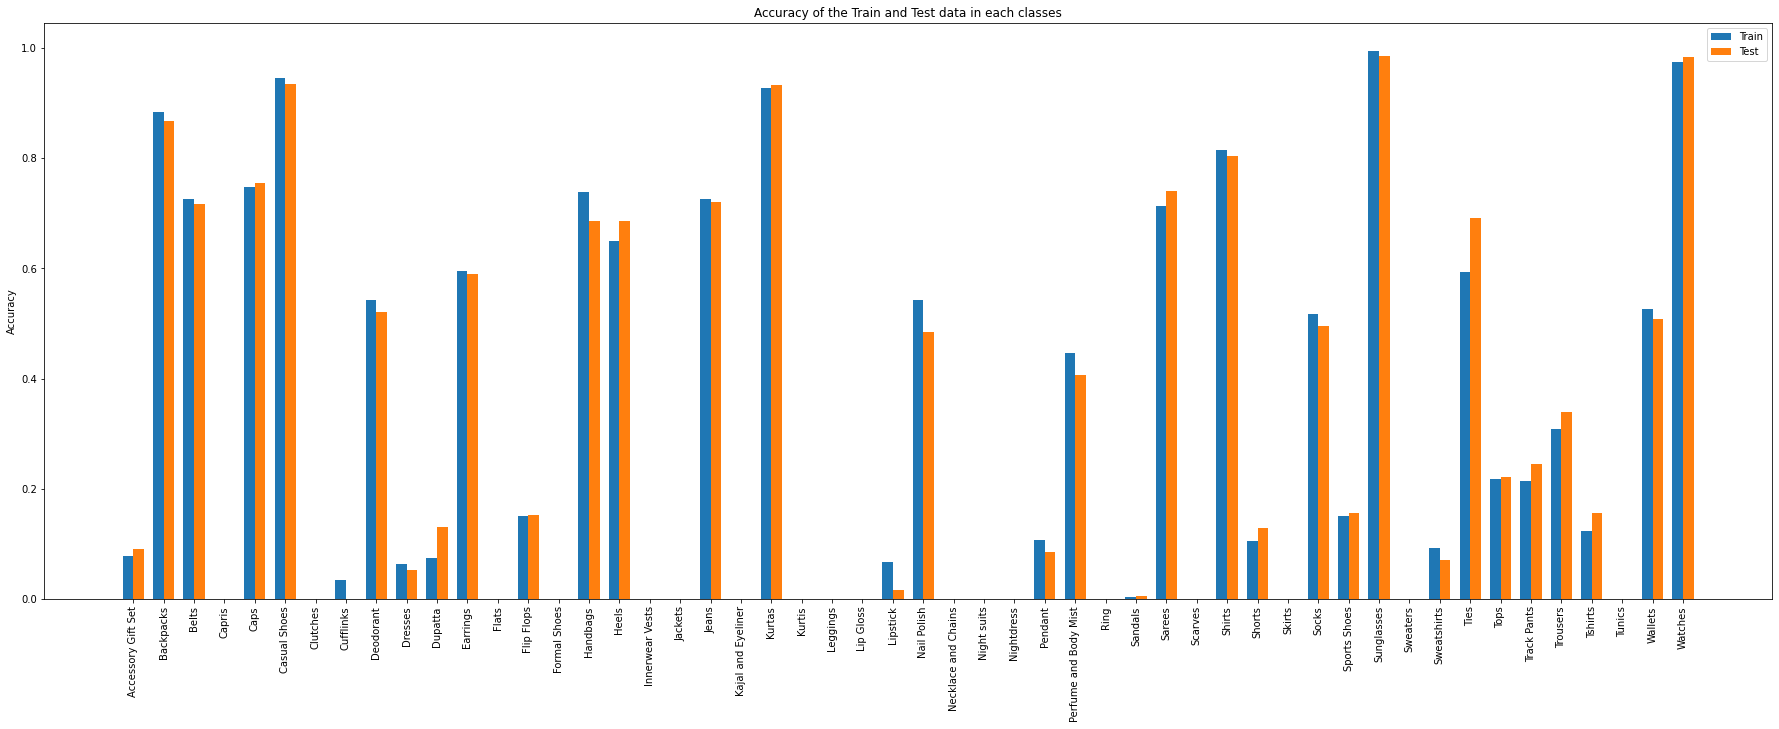 Accuracy of the Train and Test data in each classes
Train
Test
Accuracy
1.0
0.8
0.6
0.4
0.2
0.0
Accessory Gift Set
Backpacks
Belts
Capris
Caps
Casual Shoes
Clutches
Cufflinks
Deodorant
Dresses
Dupatta
Earrings
Flats
Flip Flops
Formal Shoes
Handbags
Heels
Innerwear Vests
Jackets
Jeans
Kajal and Eyeliner
Kurtas
Kurtis
Leggings
Lip Gloss
Lipstick
Nail Polish
Necklace and Chains
Night suits
Nightdress
Pendant
Perfume and Body Mist
Ring
Sandals
Sarees
Scarves
Shirts
Shorts
Skirts
Socks
Sports Shoes
Sunglasses
Sweaters
Sweatshirts
Ties
Tops
Track Pants
Trousers
Tshirts
Tunics
Wallets
Watches